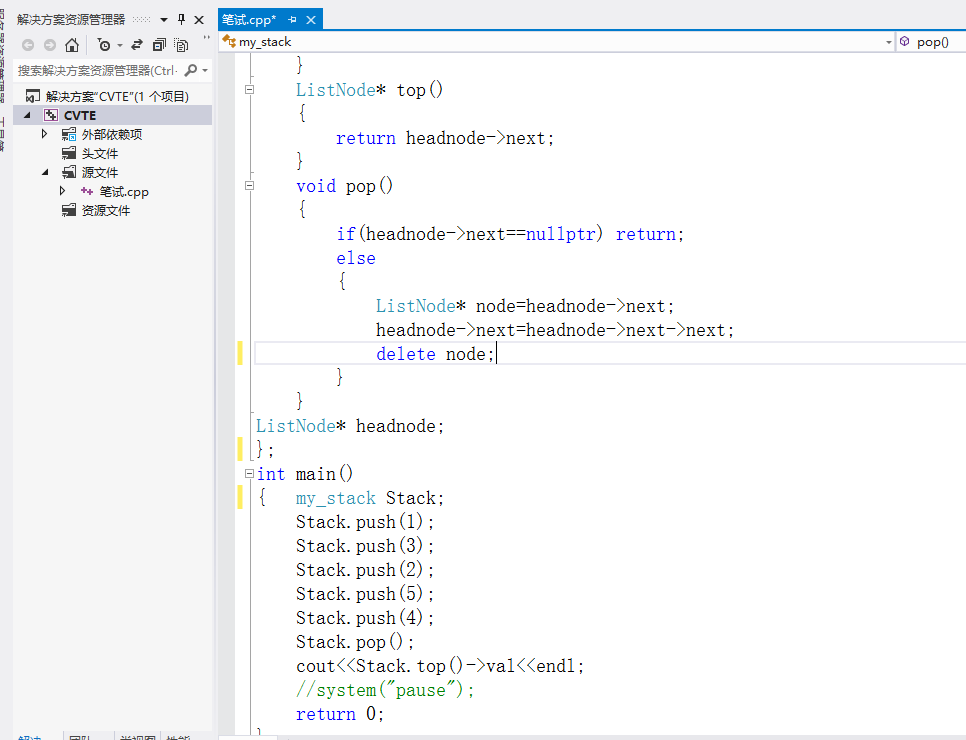 解决方案资源管理器
搜索解决方案资源管理器(Ctrl·
解决方案"CVTE"(1 个项目)
CVTE
外部依赖项
头文件
源文件
笔试.cpp
资源文件
笔试.cpp*
my_stack
pop()
}
ListNode* top()
{
return headnode->next;
}
void pop()
{
if(headnode->next==nullptr) return;
else
{
ListNode* node=headnode->next;
headnode->next=headnode->next->next;
delete node;
}
}
ListNode* headnode;
};
int main()
{ my_stack Stack;
Stack.push(1);
Stack.push(3);
Stack.push(2);
Stack.push(5);
Stack.push(4);
Stack.pop();
cout<<Stack.top()->val<<endl;
//system("pause");
return 0;